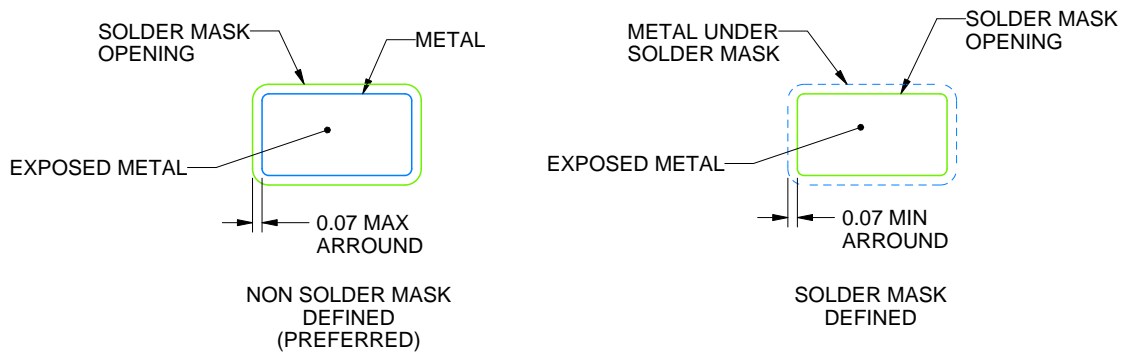 SOLDER MASK
OPENING
METAL
EXPOSED METAL
0.07 MAX
ARROUND
NON SOLDER MASK
DEFINED
(PREFERRED)
METAL UNDER
SOLDER MASK
SOLDER MASK
OPENING
EXPOSED METAL
0.07 MIN
ARROUND
SOLDER MASK
DEFINED